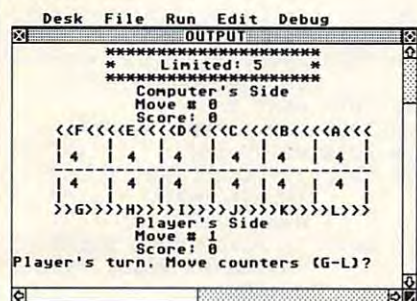 Desk File Run Edit Debug
OUTPUT
**********************
* Limited: 5 *
**********************
Computer's Side
Move # 0
Score: 0
<<F<<<<E<<<<D<<<<C<<<<B<<<<A<<<
| 4 | 4 | 4 | 4 | 4 | 4 |
-------------------------------
| 4 | 4 | 4 | 4 | 4 | 4 |
>>G>>>>H>>>>I>>>>J>>>>K>>>>L>>>
Player's Side
Move # 1
Score: 0
Player's turn. Move counters (G-L)?